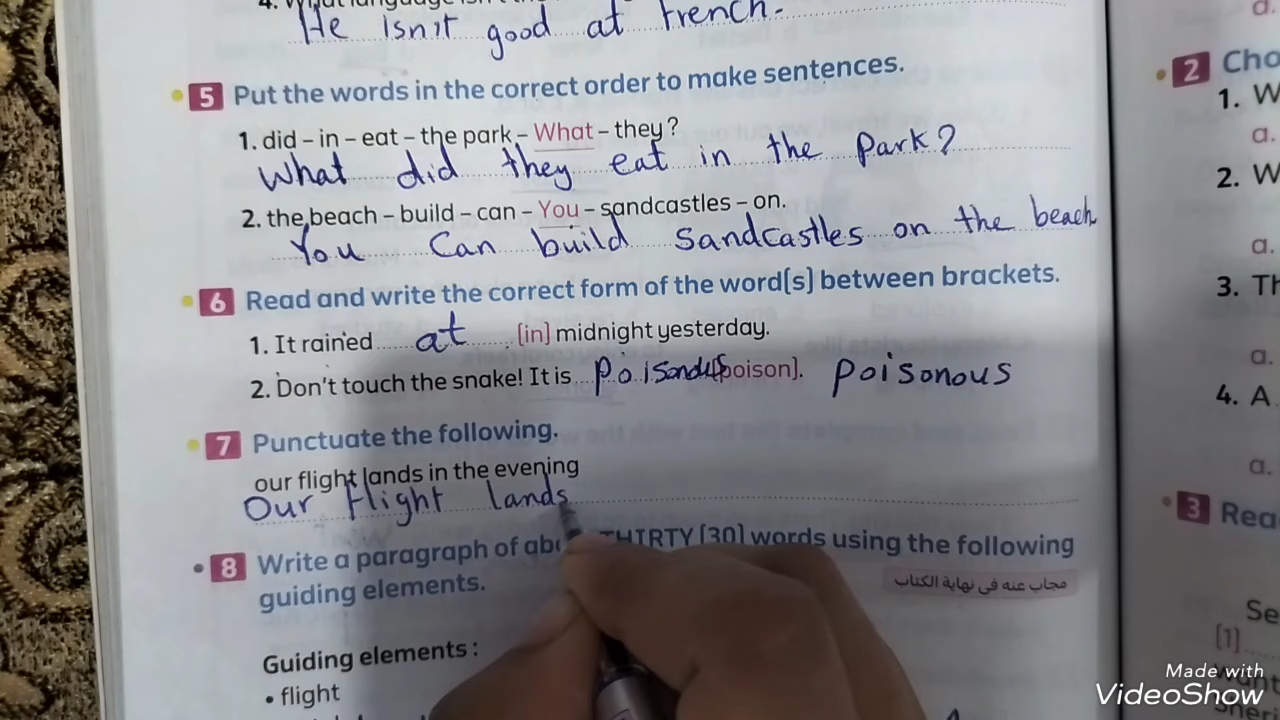 He isn't good at French.
5 Put the words in the correct order to make sentences.
1. did – in – eat – the park – What – they?
What did they eat in the park?
2. the beach – build – can – You – sandcastles – on.
You can build sandcastles on the beach
6 Read and write the correct form of the word[s] between brackets.
1. It rained at [in] midnight yesterday.
2. Don't touch the snake! It is poisonous [poison]. poisonous
7 Punctuate the following.
our flight lands in the evening
Our flight lands
8 Write a paragraph of THIRTY [30] words using the following
guiding elements.
مجاب عنه فى نهاية الكتاب
Guiding elements :
• flight
a.
2 Cho
1. W
a.
2. W
a.
3. Th
a.
4. A
a.
3 Rea
Se
[1]
Made with
VideoShow